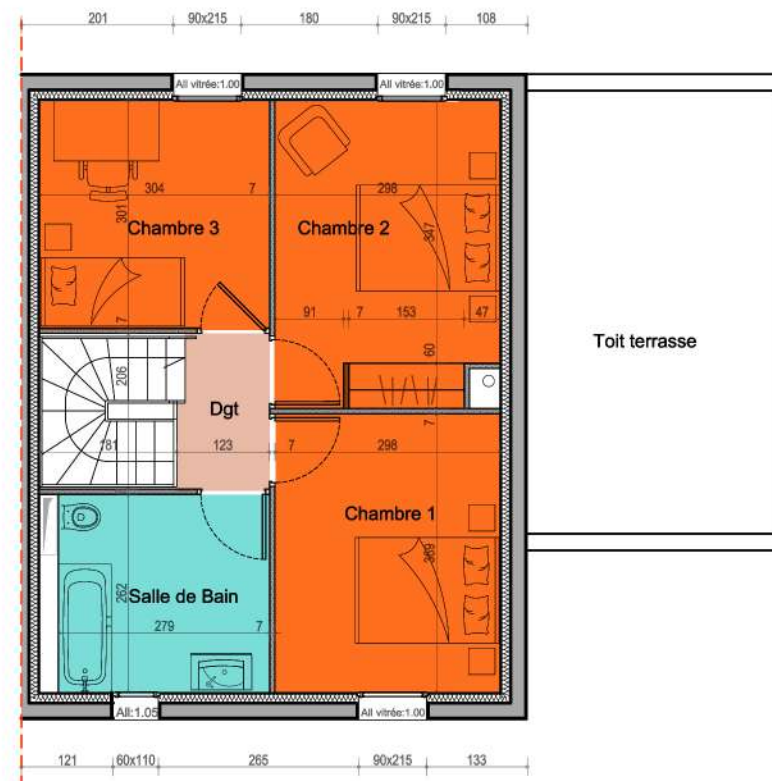 201 90x215 180 90x215 108
All vitrée:1.00 All vitrée:1.00
304 7 298
301
Chambre 3 Chambre 2
347
91 7 153 47
7
Toit terrasse
60
206
Dgt
7
181 123 7 298
Chambre 1
369
262
Salle de Bain
279 7
All:1.05 All vitrée:1.00
121 60x110 265 90x215 133